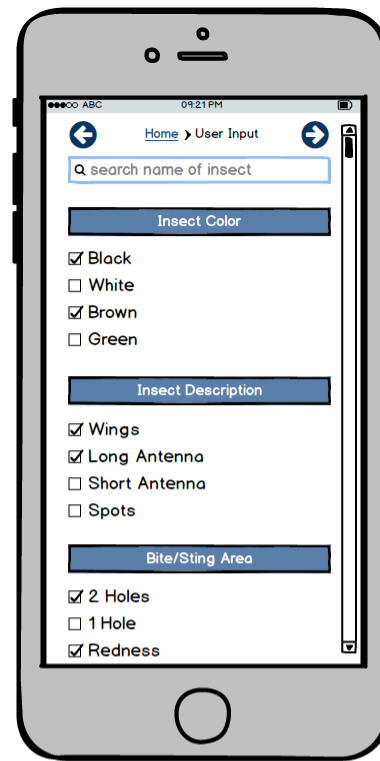 ABC 09:21 PM
Home > User Input
search name of insect
Insect Color
Black
White
Brown
Green
Insect Description
Wings
Long Antenna
Short Antenna
Spots
Bite/Sting Area
2 Holes
1 Hole
Redness